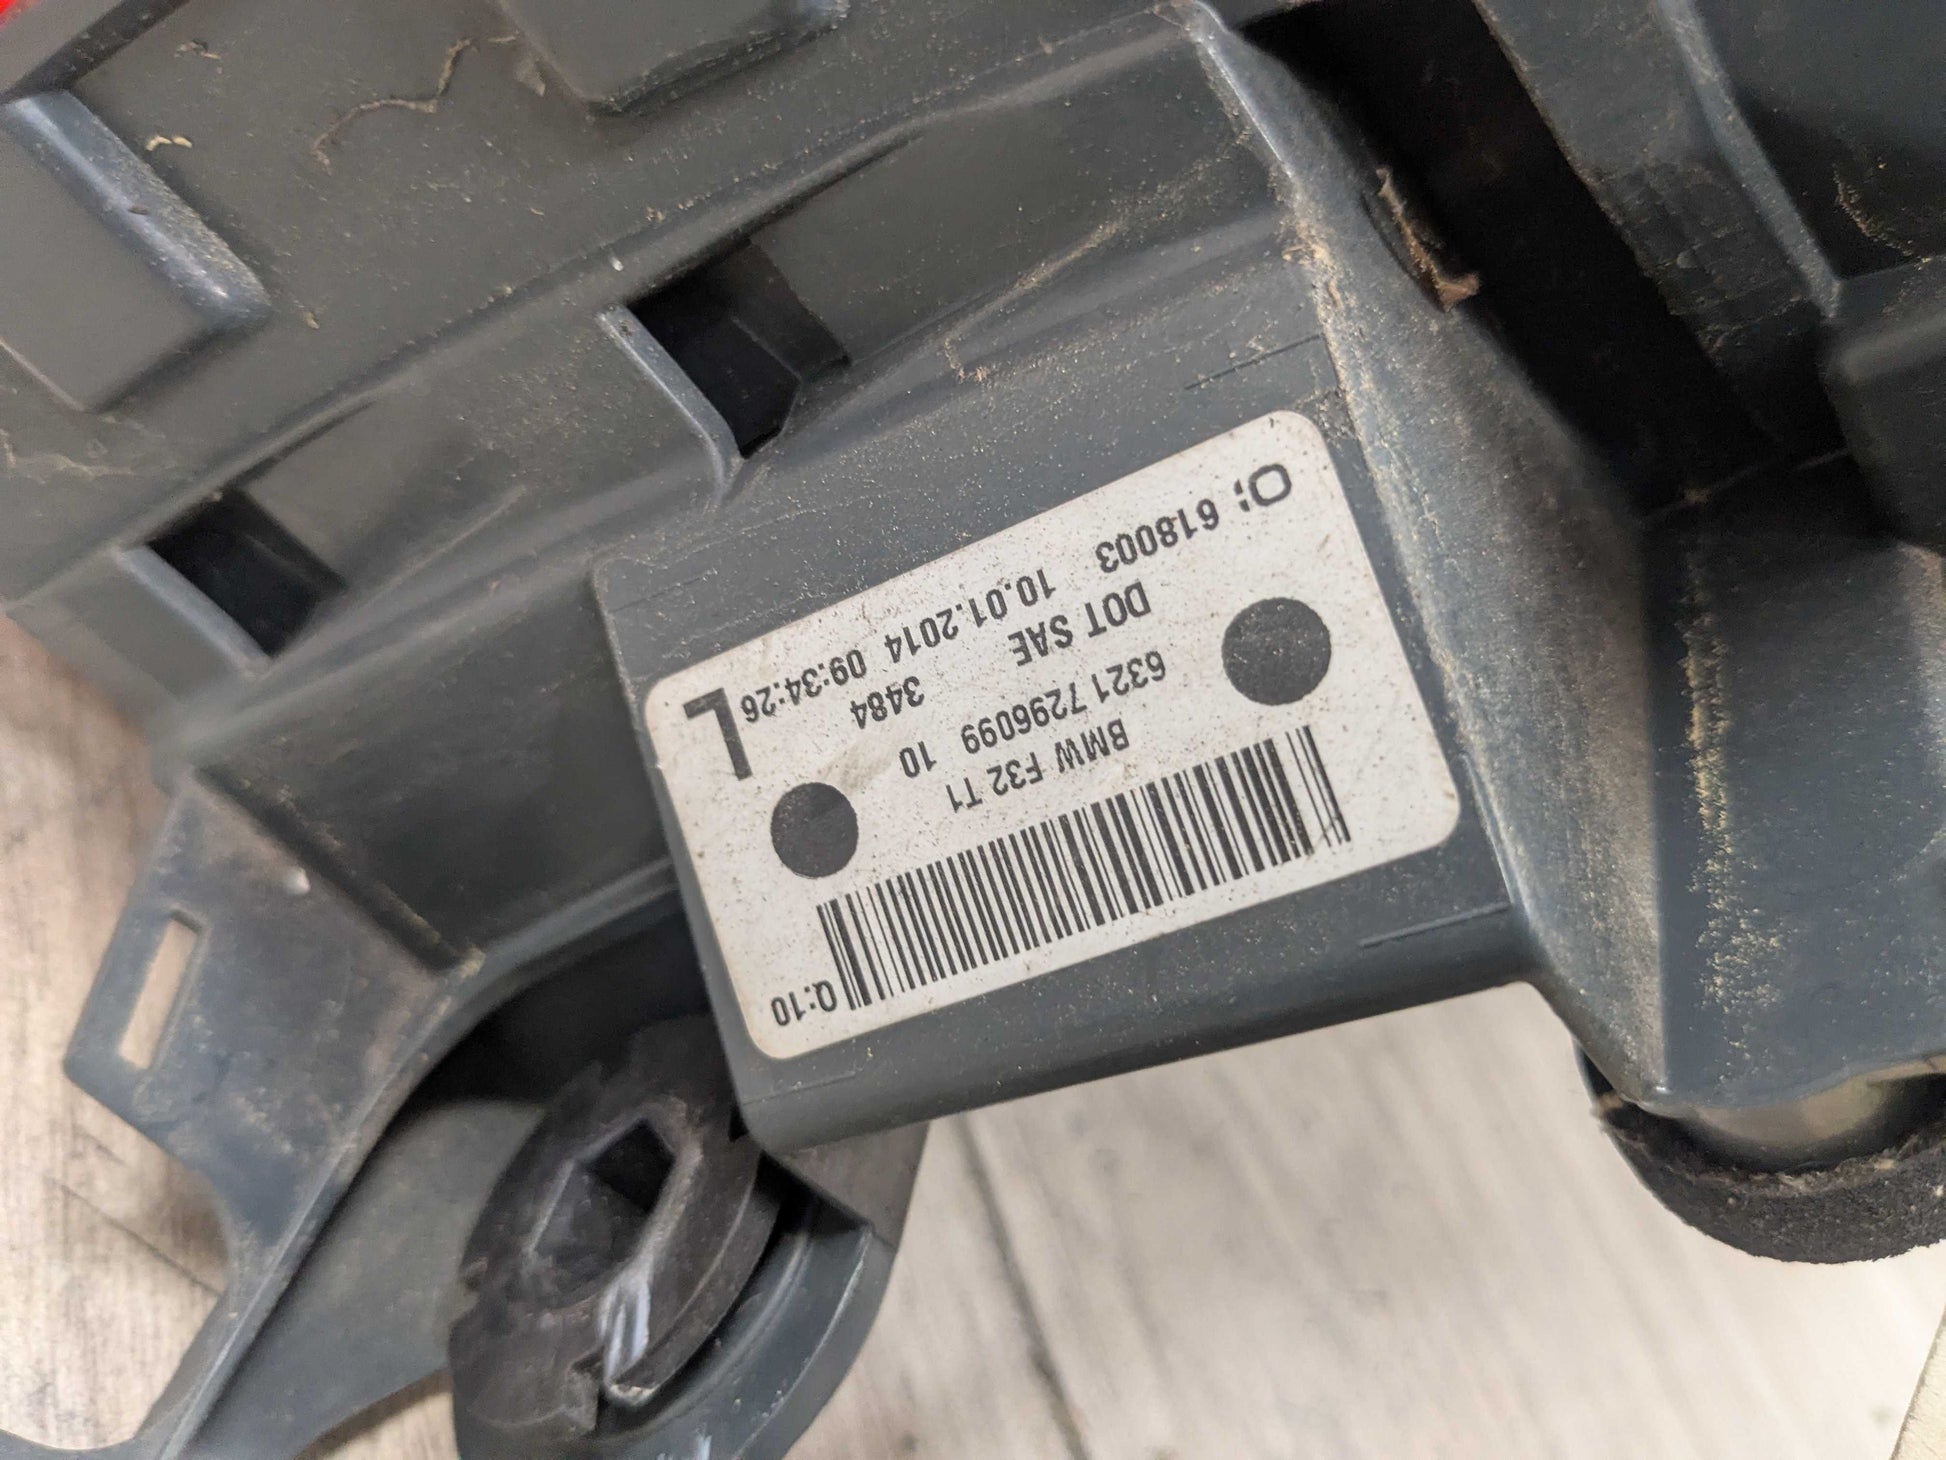 Q:10
BMW F32 T1
6321 7296099 10
DOT SAE 3484
618003 10.01.2014 09:34:26
L